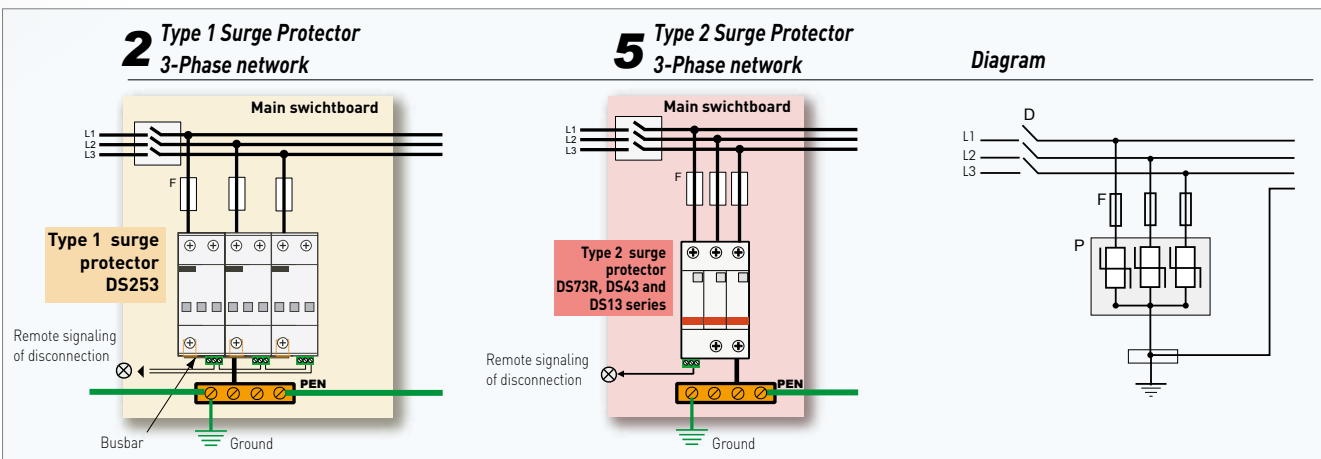 2 Type 1 Surge Protector
3-Phase network
Main swichtboard
L1
L2
L3
F
Type 1 surge
protector
DS253
Remote signaling
of disconnection
PEN
Busbar
Ground
5 Type 2 Surge Protector
3-Phase network
Main swichtboard
L1
L2
L3
F
Type 2 surge
protector
DS73R, DS43 and
DS13 series
Remote signaling
of disconnection
PEN
Ground
Diagram
D
L1
L2
L3
F
P